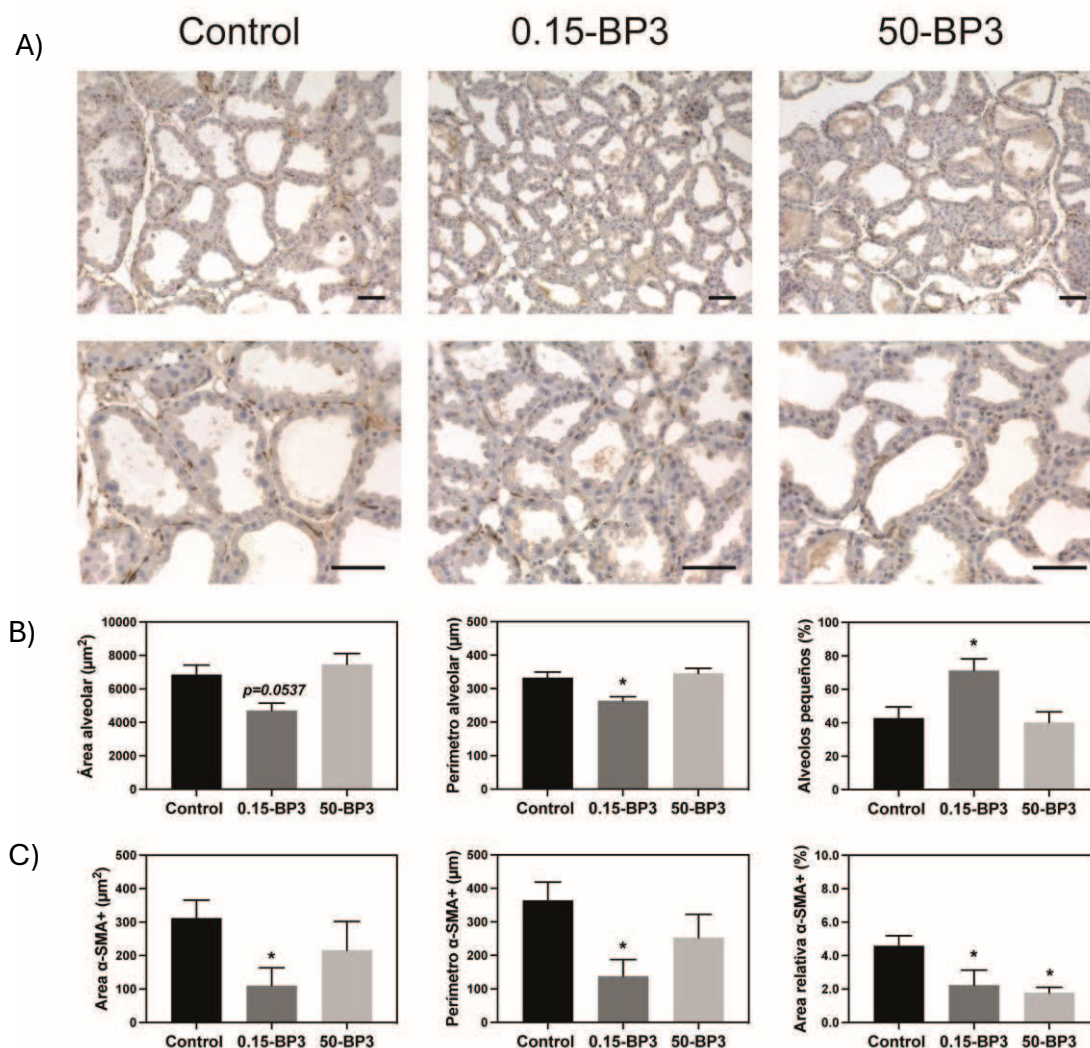 Control 0.15-BP3 50-BP3
A)
B)
Área alveolar (µm²)
10000
8000
6000
4000
2000
0
p=0.0537
Control 0.15-BP3 50-BP3
Perímetro alveolar (µm)
500
400
300
200
100
0
*
Control 0.15-BP3 50-BP3
Alveolos pequeños (%)
100
80
60
40
20
0
*
Control 0.15-BP3 50-BP3
C)
Area α-SMA+ (µm²)
500
400
300
200
100
0
*
Control 0.15-BP3 50-BP3
Perímetro α-SMA+ (µm)
500
400
300
200
100
0
*
Control 0.15-BP3 50-BP3
Area relativa α-SMA+ (%)
10.0
8.0
6.0
4.0
2.0
0.0
* *
Control 0.15-BP3 50-BP3